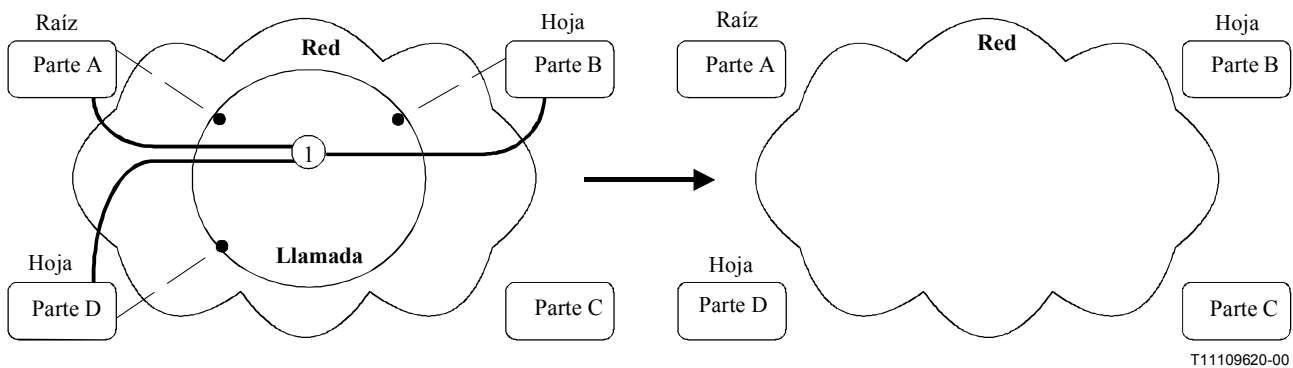 Raíz
Hoja
Raíz
Hoja
Red
Red
Parte A
Parte B
Parte A
Parte B
1
Llamada
Hoja
Hoja
Parte D
Parte C
Parte D
Parte C
T11109620-00